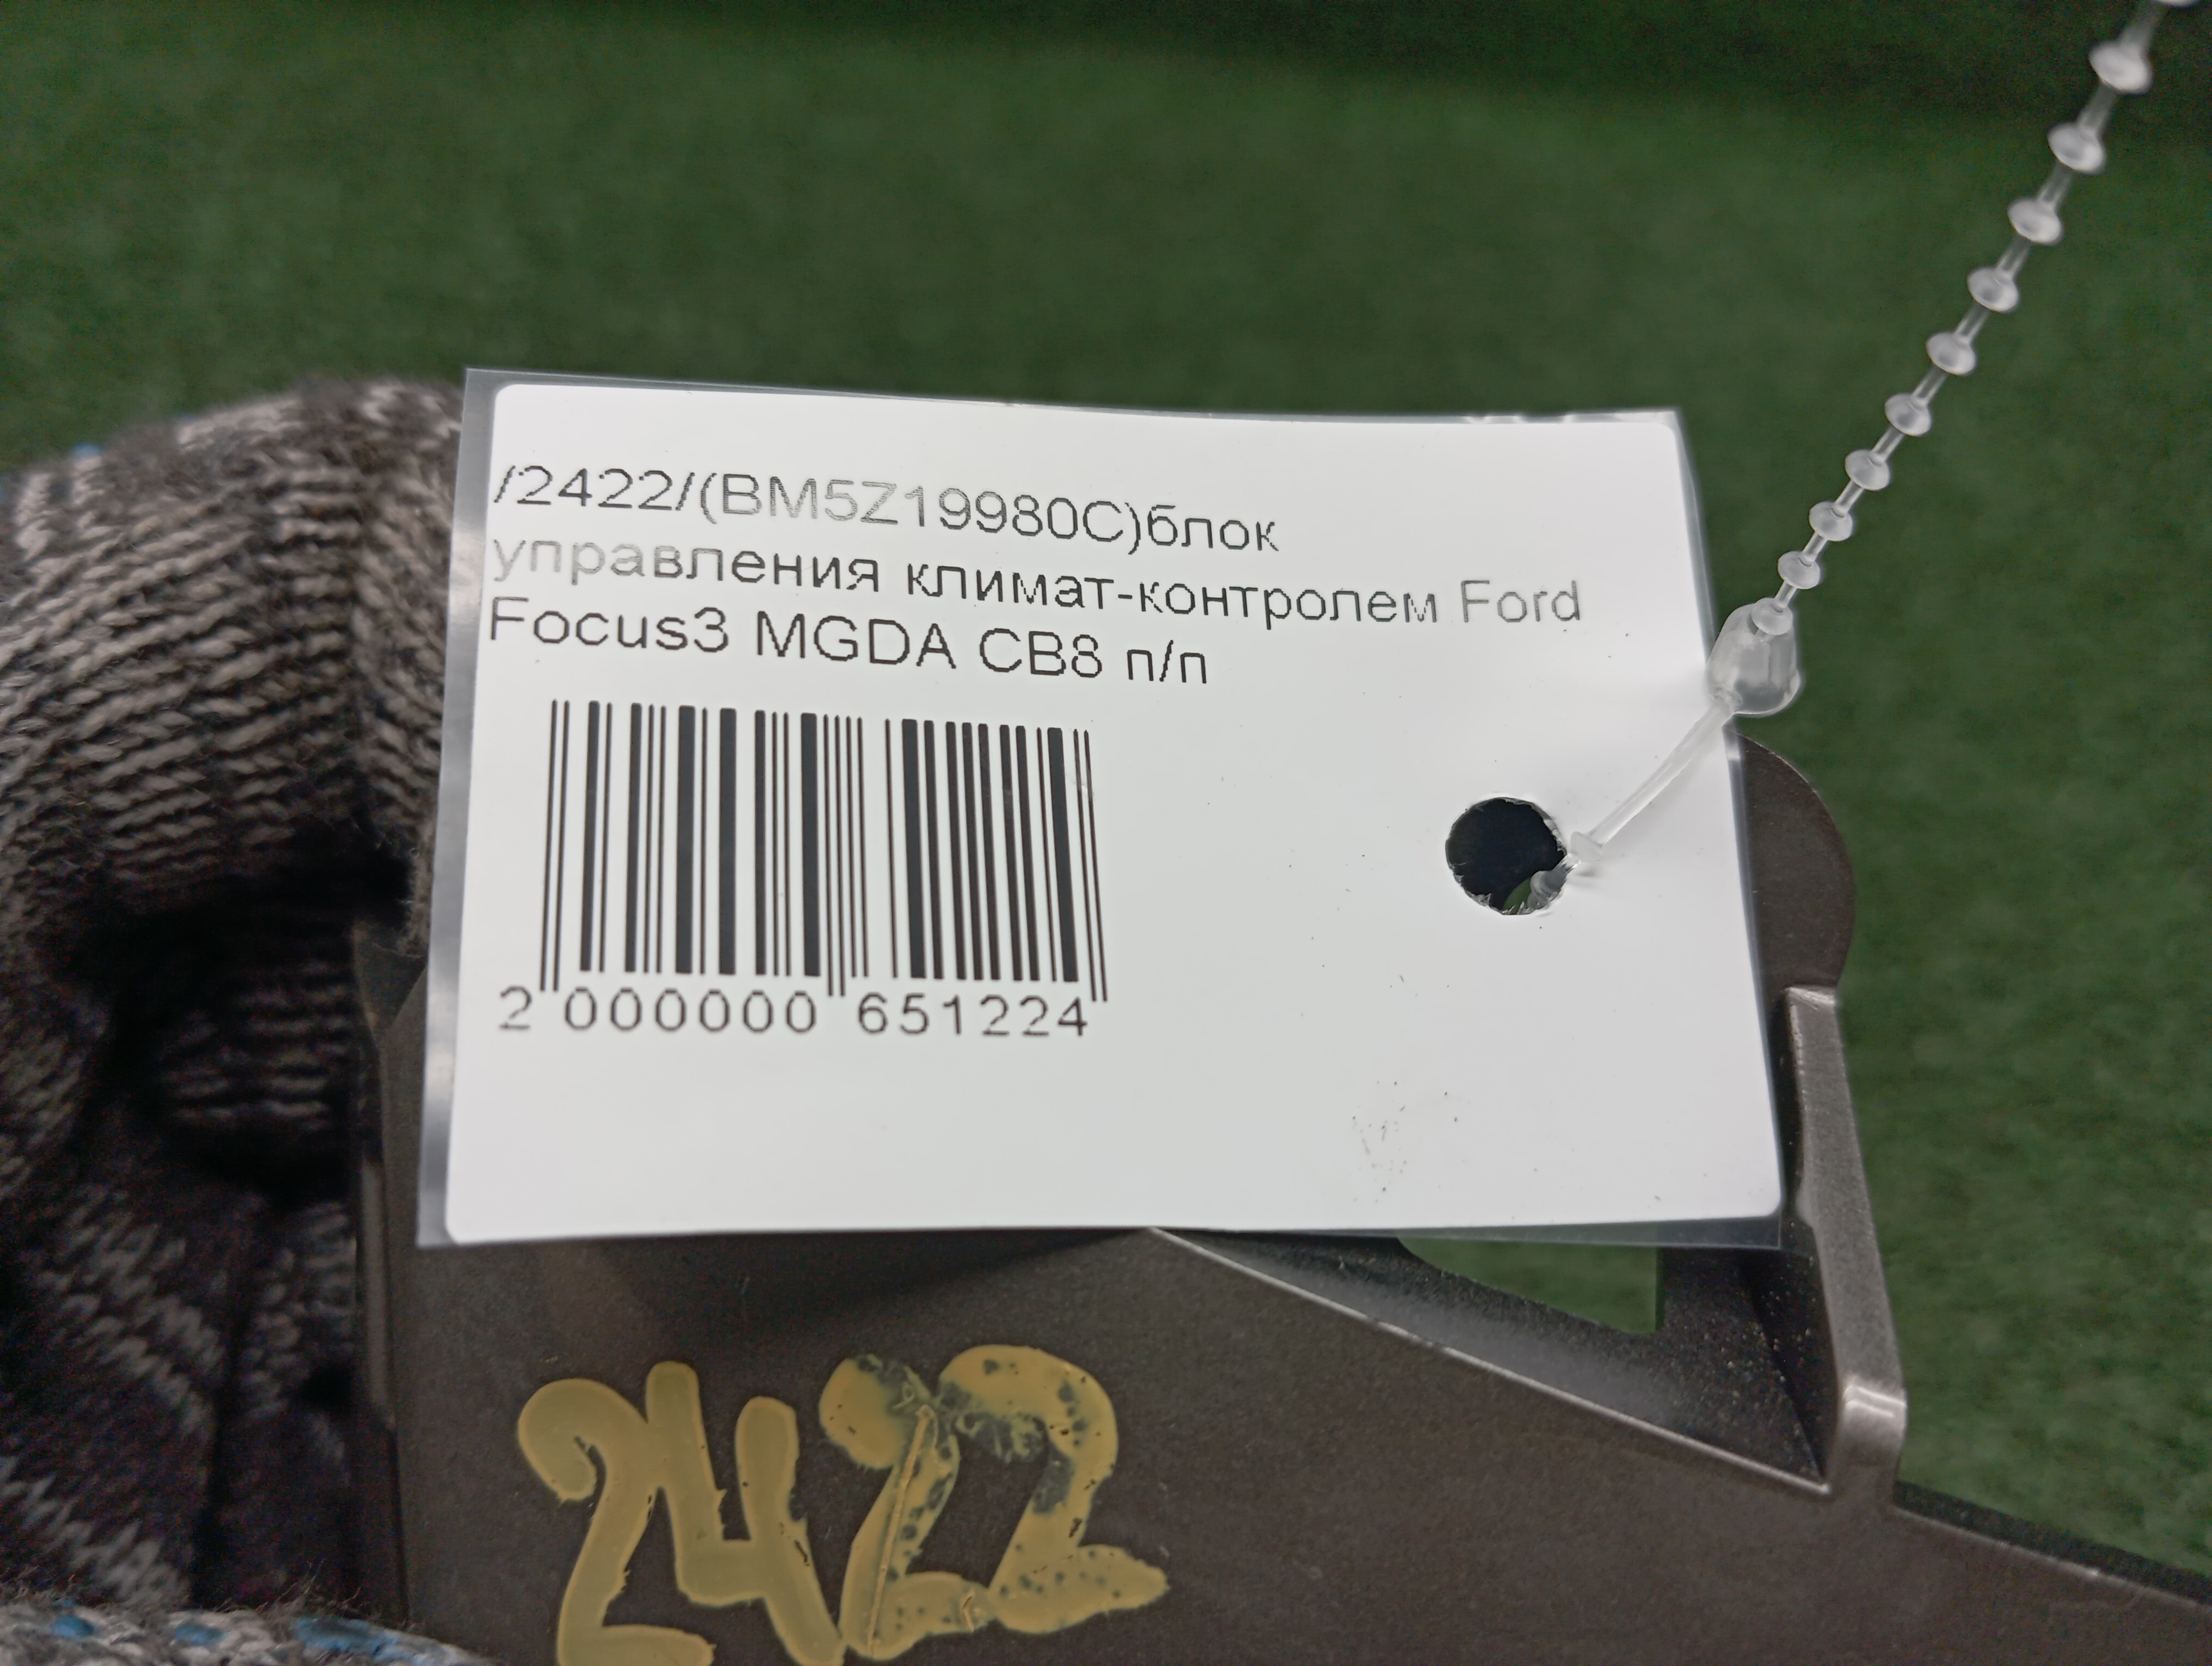 /2422/(BM5Z19980C)блок
управления климат-контролем Ford
Focus3 MGDA CB8 п/п
2 000000 651224
2422